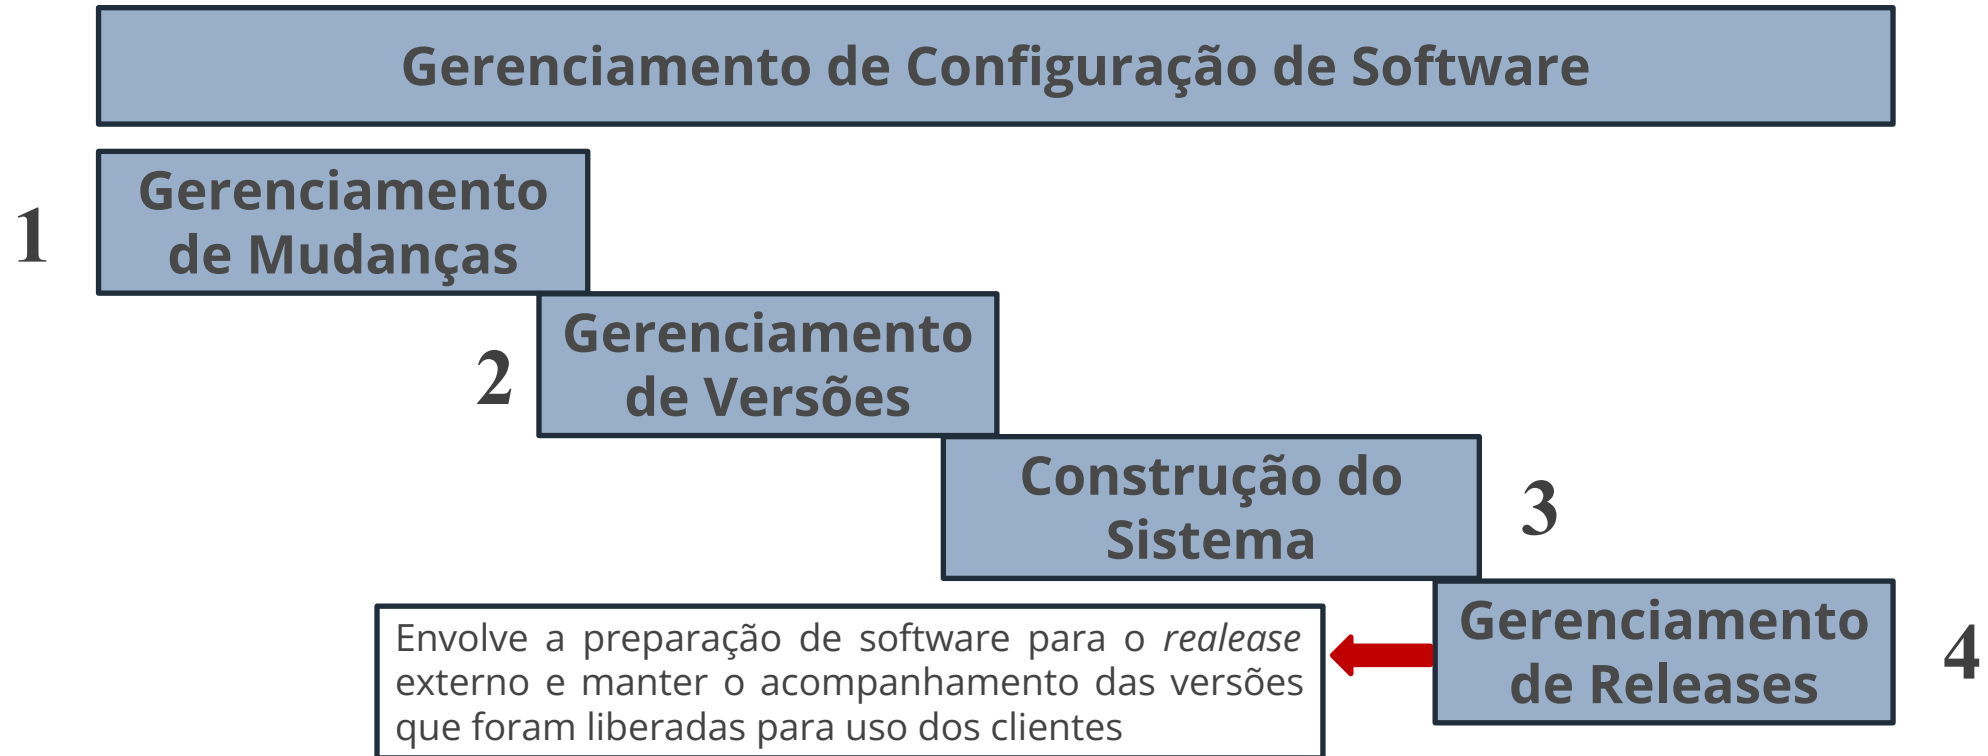 Gerenciamento de Configuração de Software
1
Gerenciamento
de Mudanças
2
Gerenciamento
de Versões
Construção do
Sistema
3
Envolve a preparação de software para o realease
externo e manter o acompanhamento das versões
que foram liberadas para uso dos clientes
Gerenciamento
de Releases
4